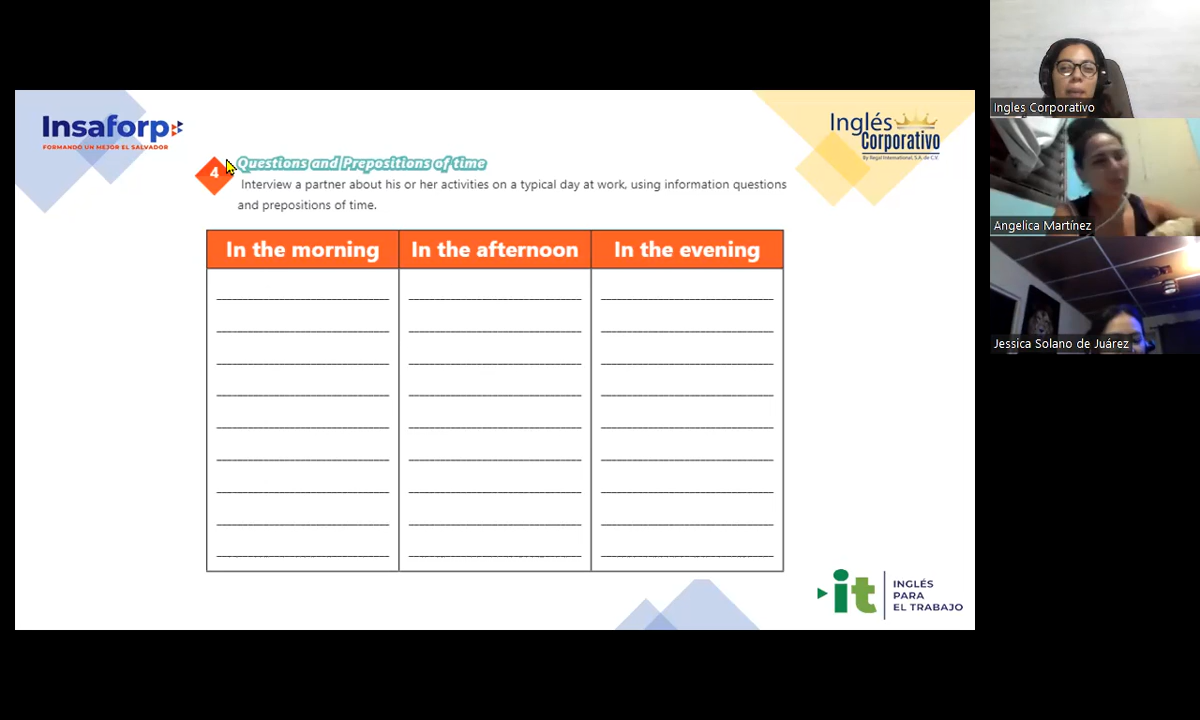 Insaforp
FORMANDO UN MEJOR EL SALVADOR
Inglés
Corporativo
By Regal International, S.A. de C.V.
4
Questions and Prepositions of time
Interview a partner about his or her activities on a typical day at work, using information questions
and prepositions of time.
In the morning
In the afternoon
In the evening
it
INGLÉS
PARA
EL TRABAJO
Ingles Corporativo
Angelica Martínez
Jessica Solano de Juárez